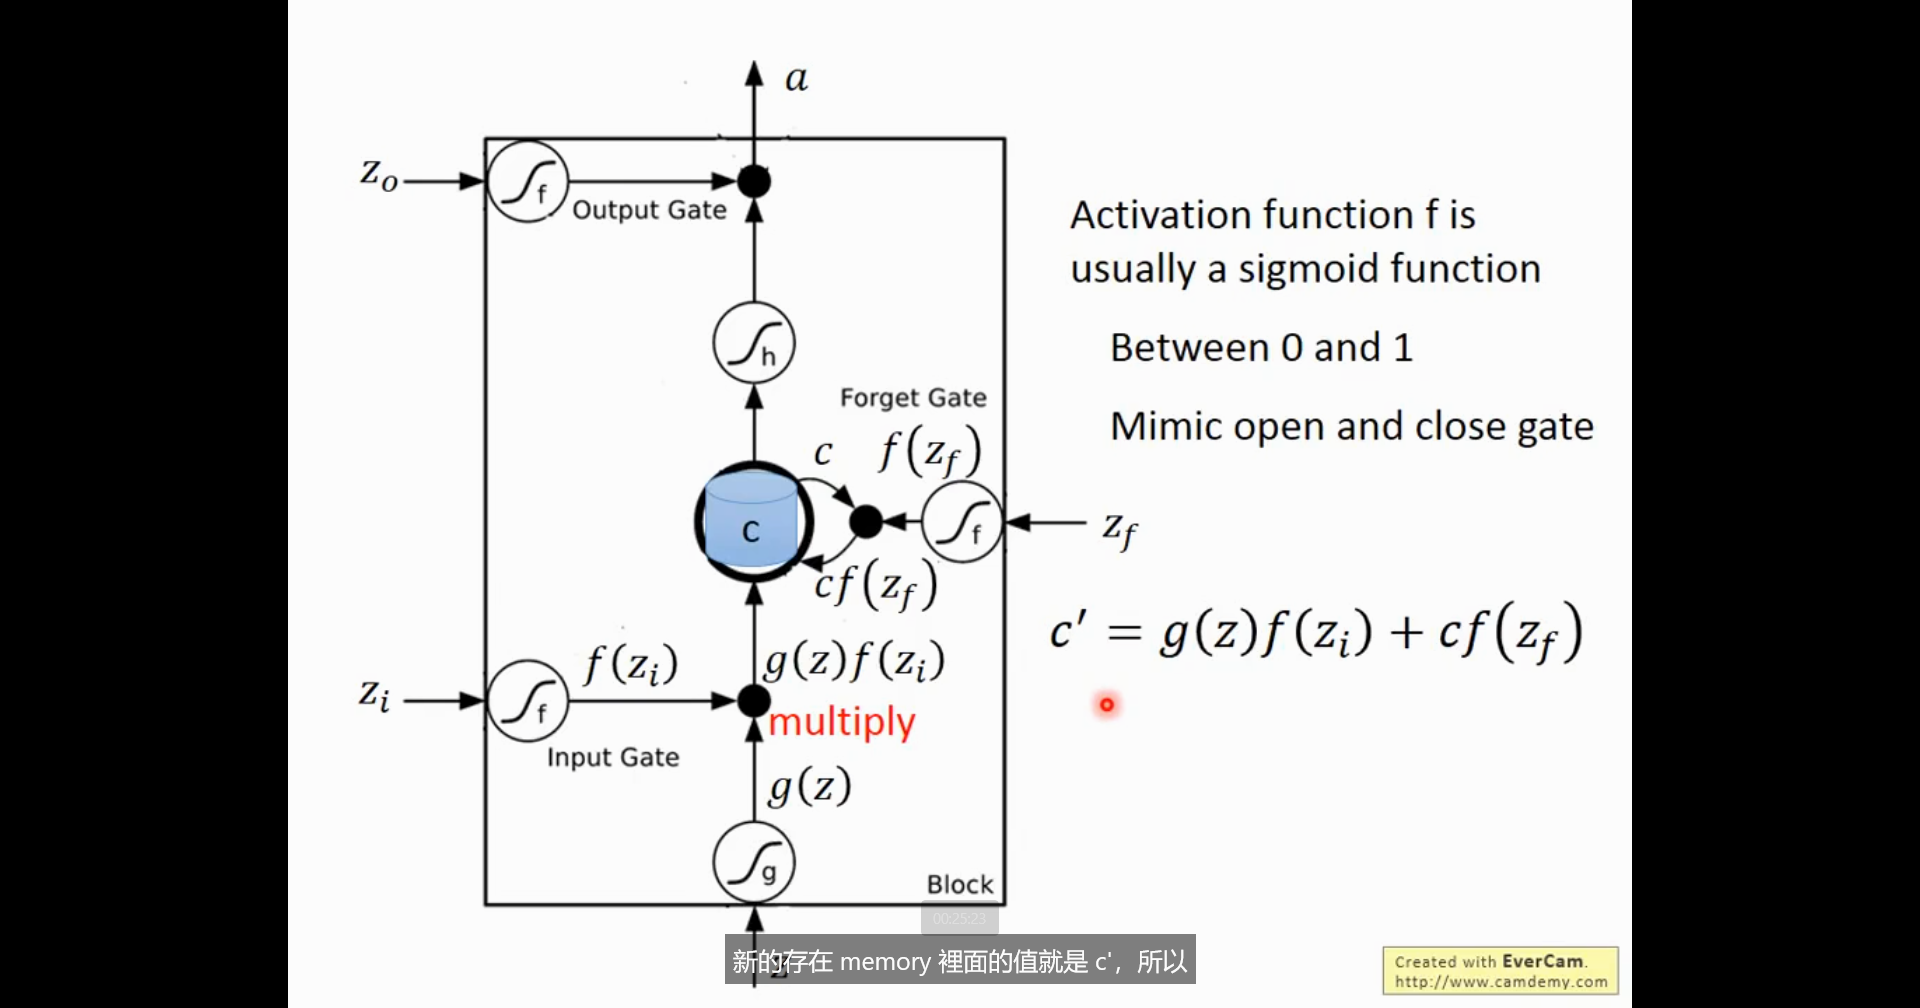 a
z_o
f
Output Gate
Activation function f is
usually a sigmoid function
h
Between 0 and 1
Forget Gate
Mimic open and close gate
c
f(z_f)
c
f
z_f
cf(z_f)
c′ = g(z)f(z_i) + cf(z_f)
f(z_i)
g(z)f(z_i)
z_i
f
multiply
Input Gate
g(z)
g
Block
00:25:23
新的存在 memory 裡面的值就是 c'，所以
z
Created with EverCam.
http://www.camdemy.com